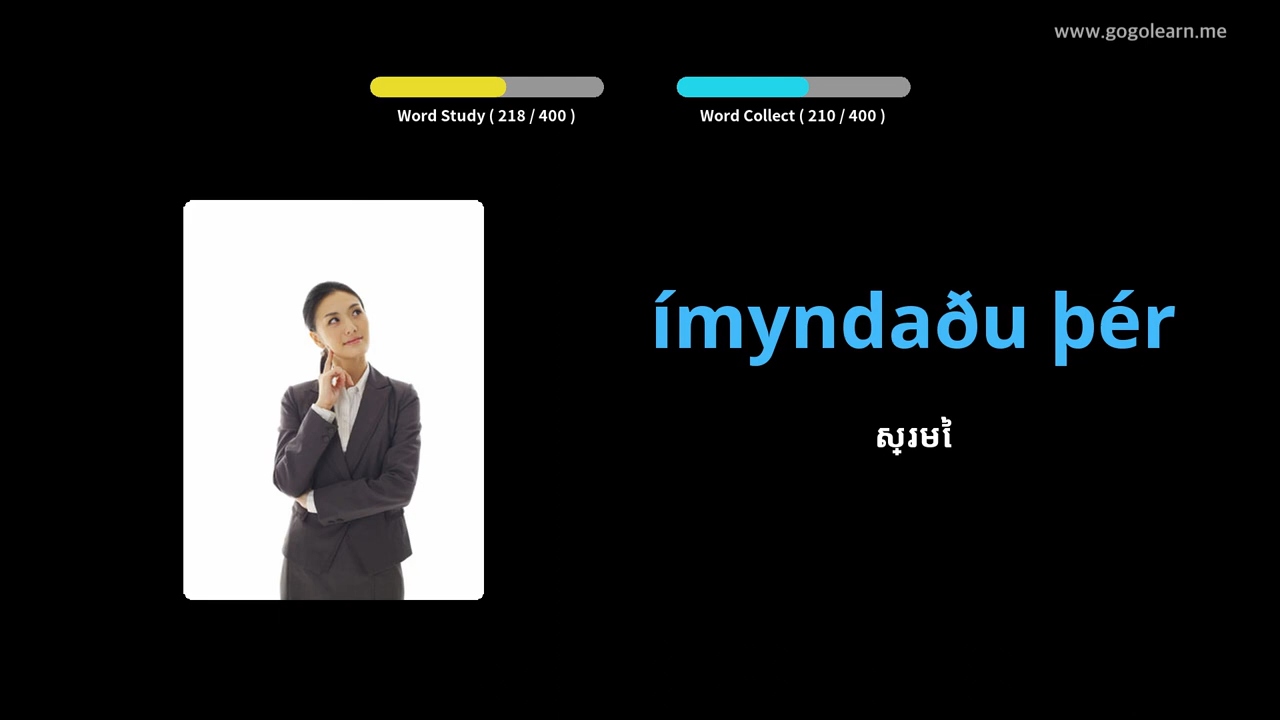 www.gogolearn.me
Word Study ( 218 / 400 )
Word Collect ( 210 / 400 )
ímyndaðu þér
ស្រមៃ